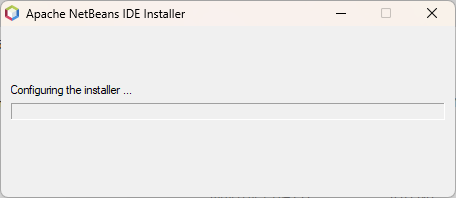 Apache NetBeans IDE Installer
Configuring the installer ...